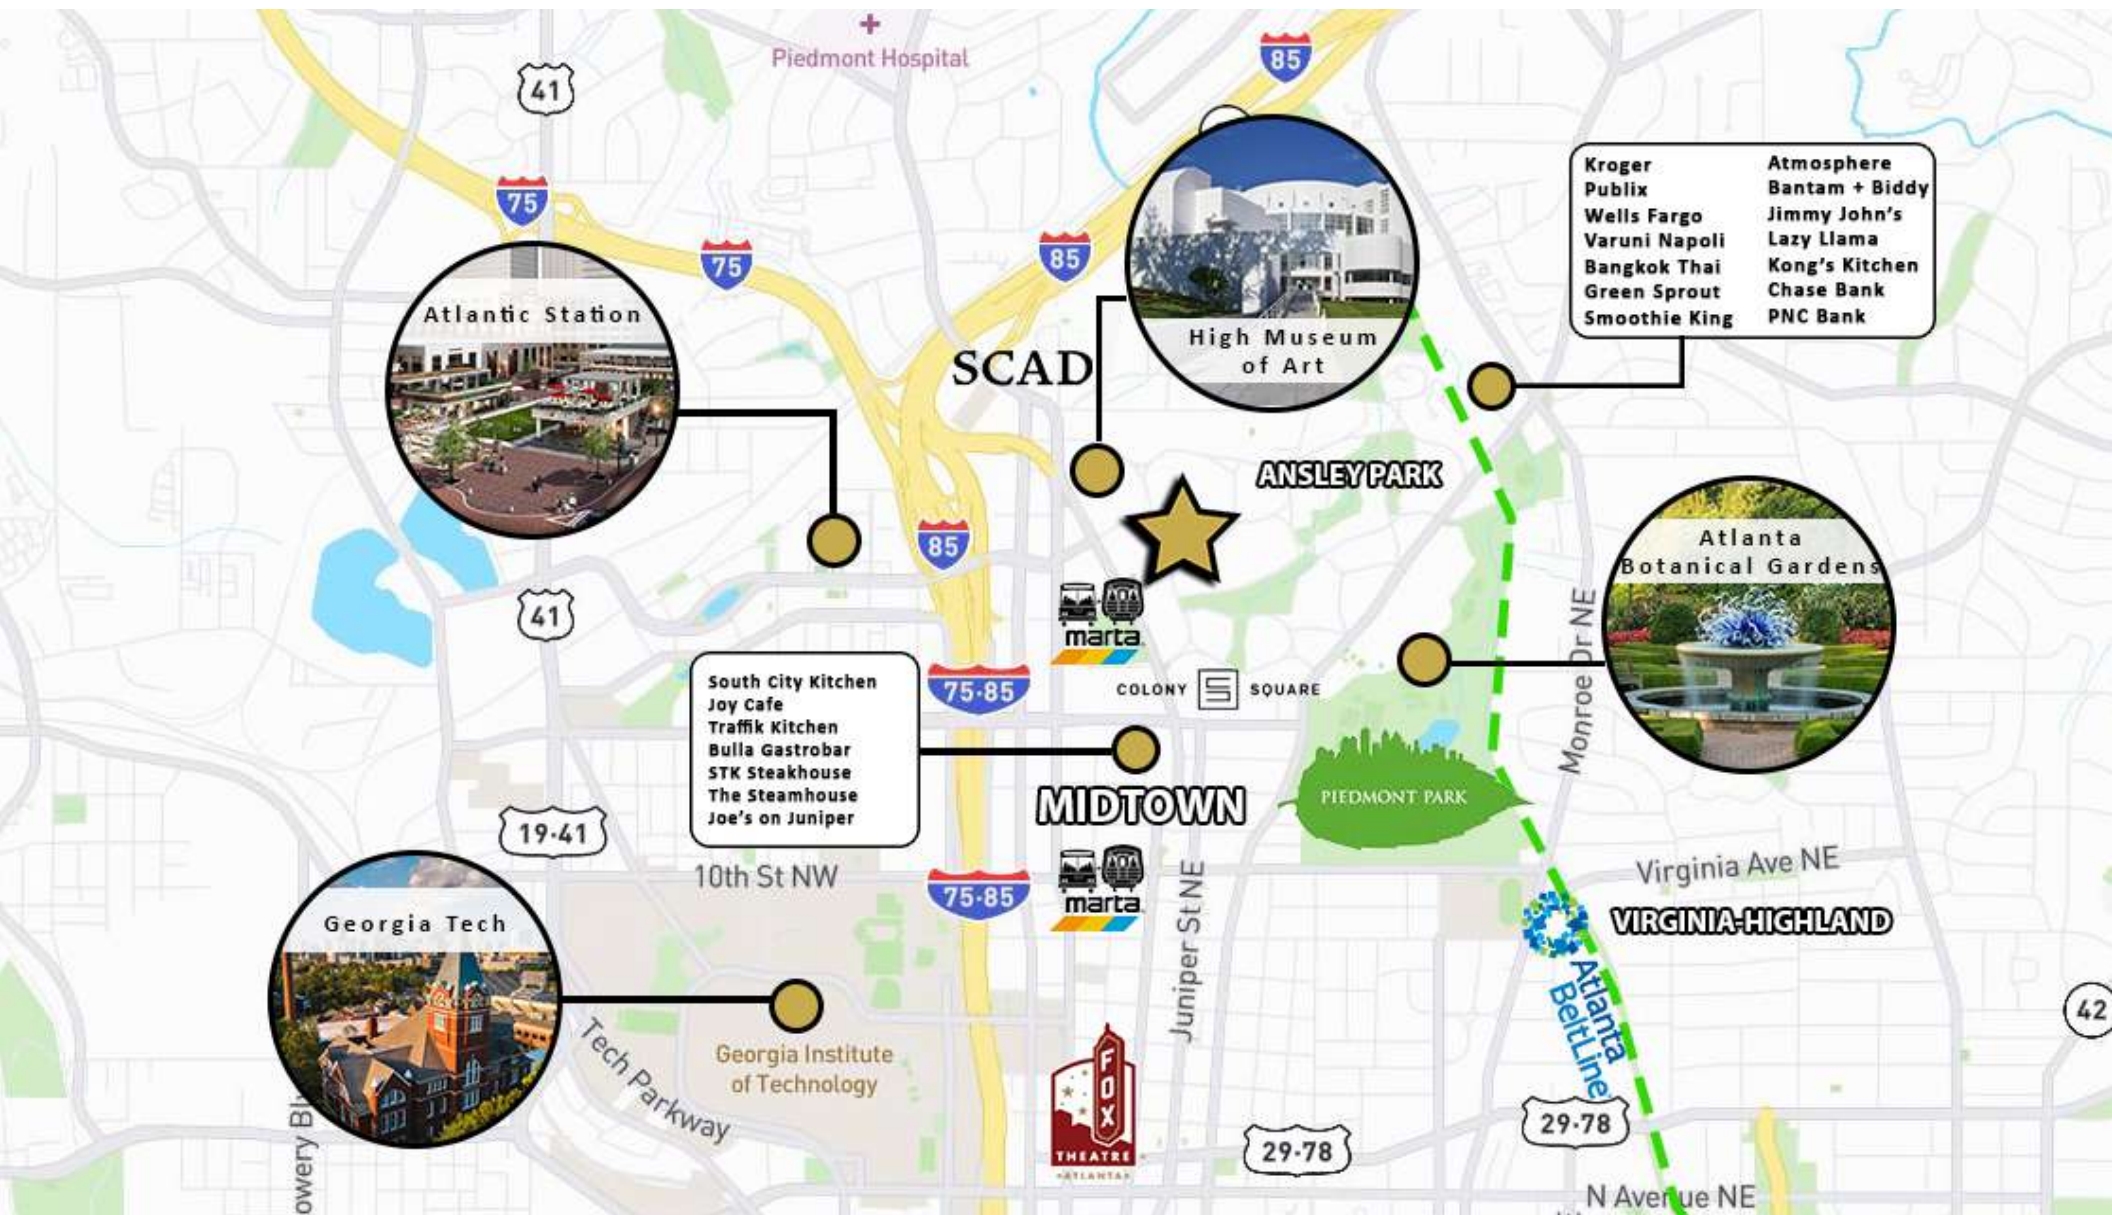 Piedmont Hospital
85
41
75
75
85
Kroger
Publix
Wells Fargo
Varuni Napoli
Bangkok Thai
Green Sprout
Smoothie King
Atmosphere
Bantam + Biddy
Jimmy John's
Lazy Llama
Kong's Kitchen
Chase Bank
PNC Bank
Atlantic Station
High Museum
of Art
SCAD
ANSLEY PARK
85
Atlanta
Botanical Gardens
41
marta
Monroe Dr NE
75·85
COLONY S SQUARE
South City Kitchen
Joy Cafe
Traffik Kitchen
Bulla Gastrobar
STK Steakhouse
The Steamhouse
Joe's on Juniper
MIDTOWN
PIEDMONT PARK
19·41
10th St NW
75·85
marta
Juniper St NE
Virginia Ave NE
VIRGINIA-HIGHLAND
Georgia Tech
Atlanta
BeltLine
42
Georgia Institute
of Technology
Tech Parkway
FOX
THEATRE
ATLANTA
29·78
29·78
owery Bl
N Avenue NE